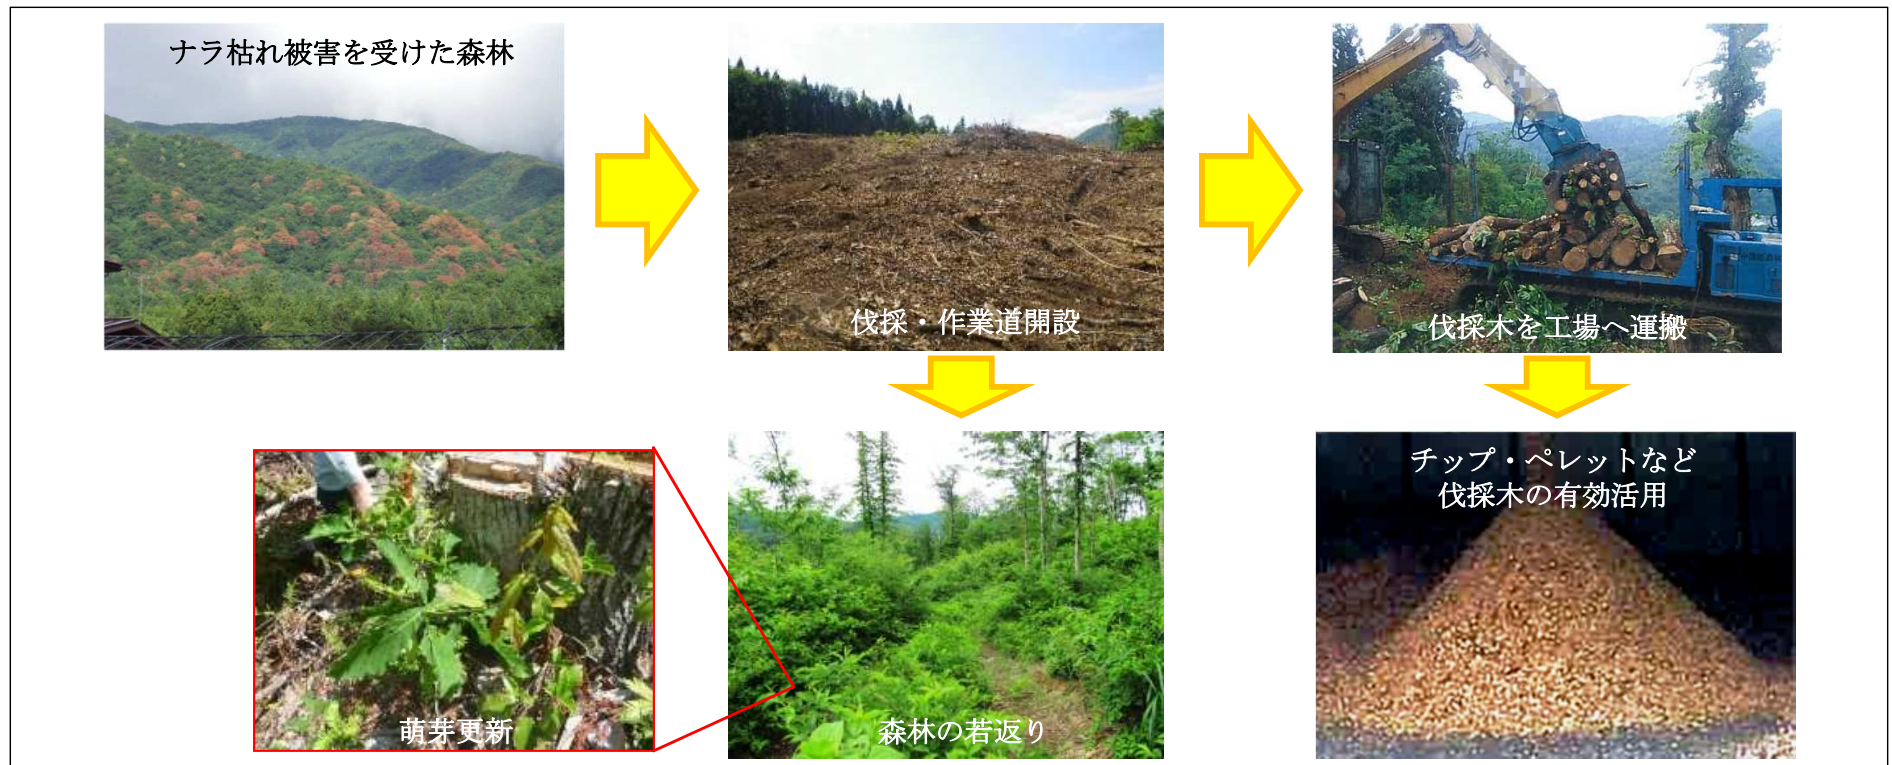 ナラ枯れ被害を受けた森林
伐採・作業道開設
伐採木を工場へ運搬
萌芽更新
森林の若返り
チップ・ペレットなど
伐採木の有効活用